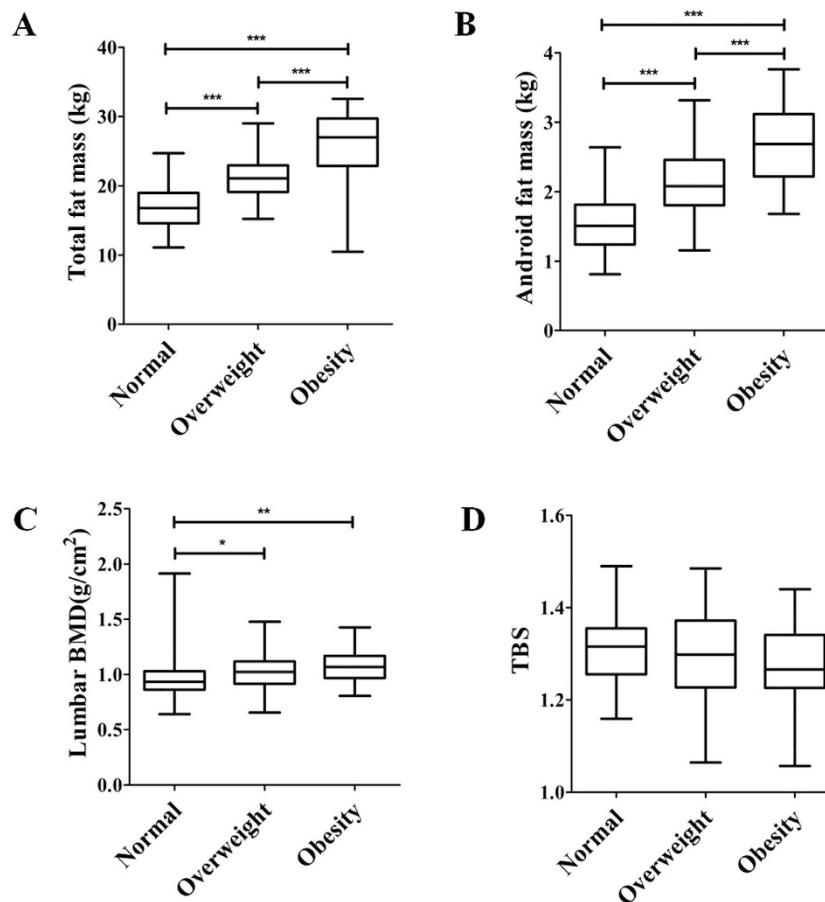 A
Total fat mass (kg)
40
30
20
10
0
***
***
***
Normal
Overweight
Obesity
B
Android fat mass (kg)
4
3
2
1
0
***
***
***
Normal
Overweight
Obesity
C
Lumbar BMD(g/cm²)
2.5
2.0
1.5
1.0
0.5
0.0
**
*
Normal
Overweight
Obesity
D
TBS
1.6
1.4
1.2
1.0
Normal
Overweight
Obesity